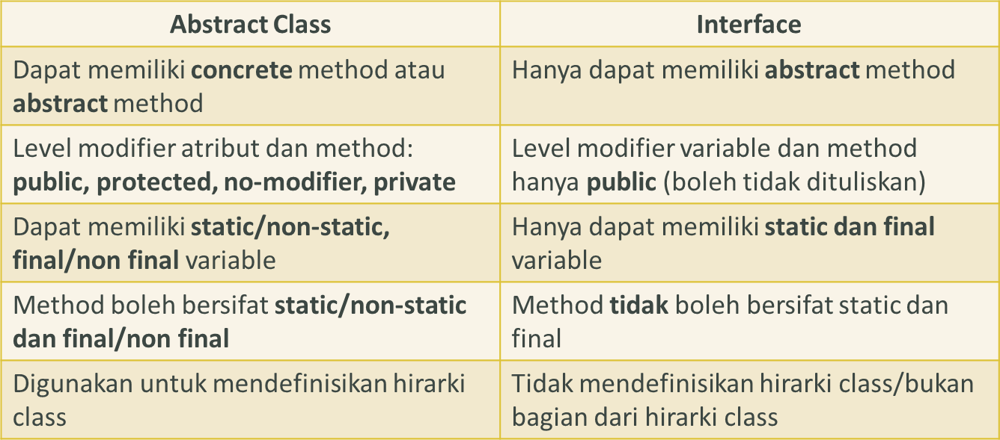 Abstract Class
Interface
Dapat memiliki concrete method atau
abstract method
Hanya dapat memiliki abstract method
Level modifier atribut dan method:
public, protected, no-modifier, private
Level modifier variable dan method
hanya public (boleh tidak dituliskan)
Dapat memiliki static/non-static,
final/non final variable
Hanya dapat memiliki static dan final
variable
Method boleh bersifat static/non-static
dan final/non final
Method tidak boleh bersifat static dan
final
Digunakan untuk mendefinisikan hirarki
class
Tidak mendefinisikan hirarki class/bukan
bagian dari hirarki class